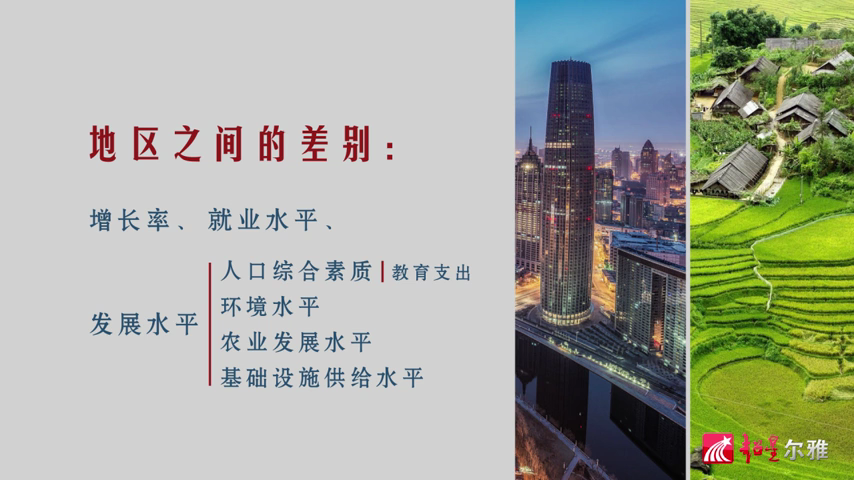 地区之间的差别:
增长率、就业水平、
发展水平
人口综合素质|教育支出
环境水平
农业发展水平
基础设施供给水平
超星尔雅